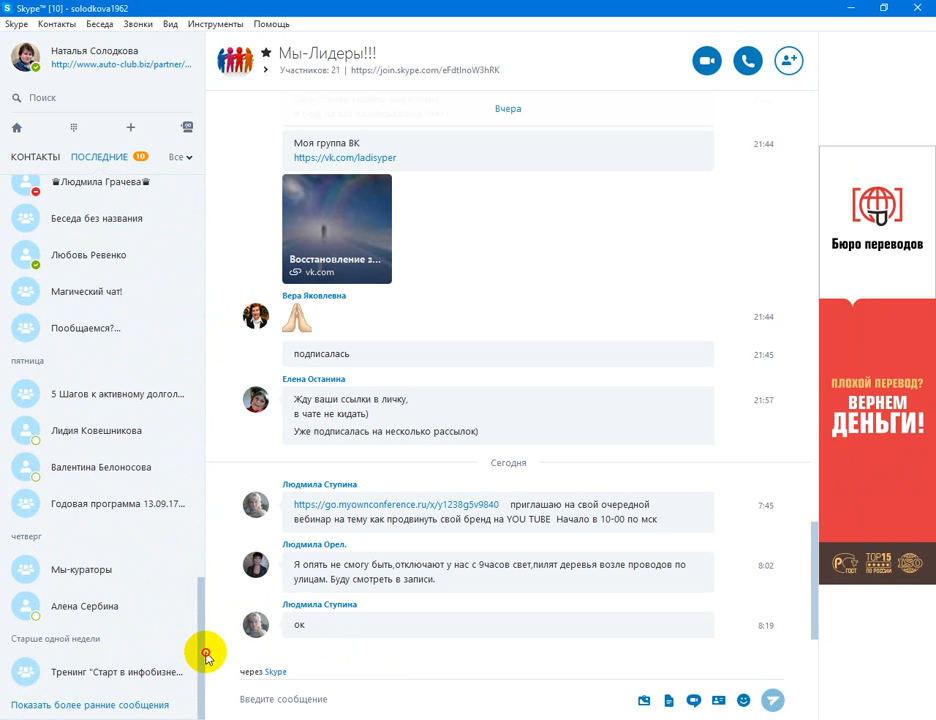 Skype™ [10] - solodkova1962
Skype Контакты Беседа Звонки Вид Инструменты Помощь
Наталья Солодкова
http://www.auto-club.biz/partner/...
Поиск
КОНТАКТЫ ПОСЛЕДНИЕ 10 Все
♛Людмила Грачева♛
Беседа без названия
Любовь Ревенко
Магический чат!
Пообщаемся?...
пятница
5 Шагов к активному долгол...
Лидия Ковешникова
Валентина Белоносова
Годовая программа 13.09.17...
четверг
Мы-кураторы
Алена Сербина
Старше одной недели
Тренинг "Старт в инфобизне...
Показать более ранние сообщения
Мы-Лидеры!!!
Участников: 21 | https://join.skype.com/eFdtlnoW3hRK
Вчера
Моя группа ВК
https://vk.com/ladisyper
21:44
Восстановление з...
vk.com
Вера Яковлевна
21:44
подписалась
21:45
Елена Останина
Жду ваши ссылки в личку,
в чате не кидать)
Уже подписалась на несколько рассылок)
21:57
Сегодня
Людмила Ступина
https://go.myownconference.ru/x/y1238g5v9840 приглашаю на свой очередной
вебинар на тему как продвинуть свой бренд на YOU TUBE Начало в 10-00 по мск
7:45
Людмила Орел.
Я опять не смогу быть,отключают у нас с 9часов свет,пилят деревья возле проводов по
улицам. Буду смотреть в записи.
8:02
Людмила Ступина
ок
8:19
через Skype
Введите сообщение
Бюро переводов
ПЛОХОЙ ПЕРЕВОД?
ВЕРНЕМ
ДЕНЬГИ!
ГОСТ
TOP15
ПО РОССИИ
ISO